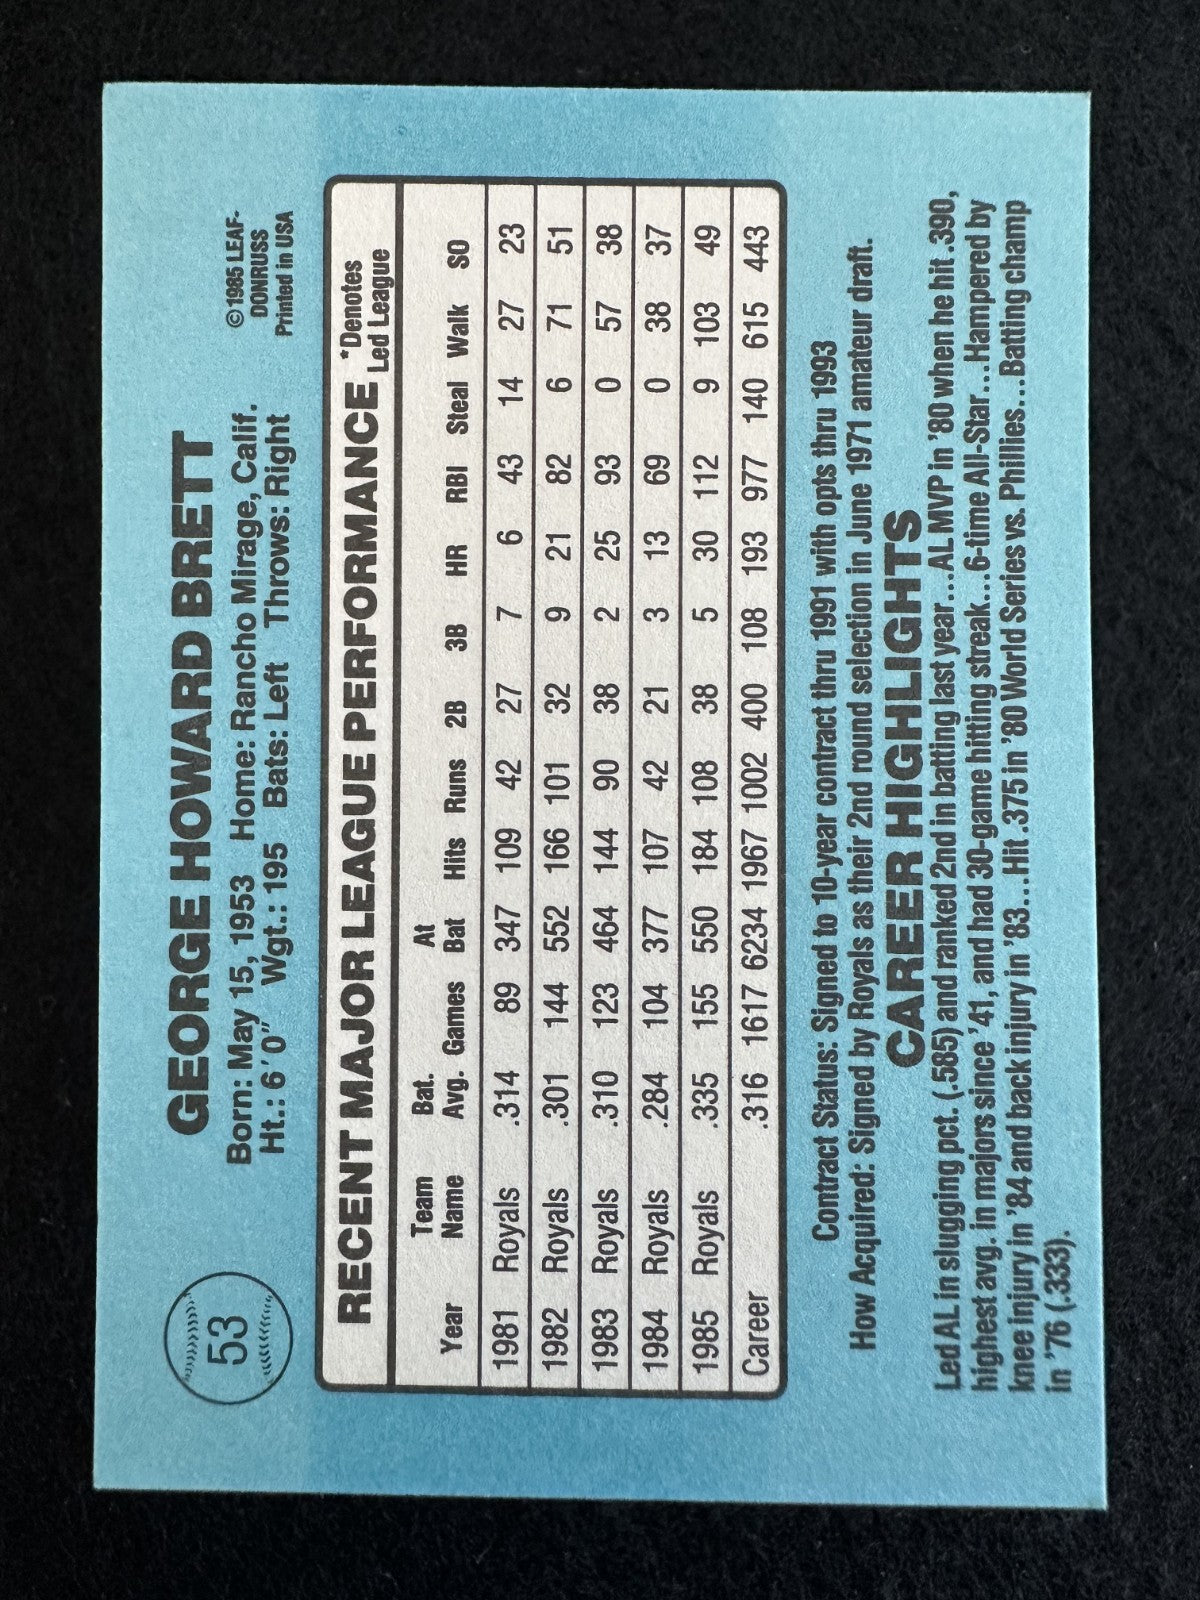 53
GEORGE HOWARD BRETT
©1985 LEAF-
DONRUSS
Printed in USA
Born: May 15, 1953 Home: Rancho Mirage, Calif.
Ht.: 6'0" Wgt.: 195 Bats: Left Throws: Right
RECENT MAJOR LEAGUE PERFORMANCE *Denotes
Led League
Year Team Name Bat. Avg. Games At Bat Hits Runs 2B 3B HR RBI Steal Walk SO
1981 Royals .314 89 347 109 42 27 7 6 43 14 27 23
1982 Royals .301 144 552 166 101 32 9 21 82 6 71 51
1983 Royals .310 123 464 144 90 38 2 25 93 0 57 38
1984 Royals .284 104 377 107 42 21 3 13 69 0 38 37
1985 Royals .335 155 550 184 108 38 5 30 112 9 103 49
Career .316 1617 6234 1967 1002 400 108 193 977 140 615 443
Contract Status: Signed to 10-year contract thru 1991 with opts thru 1993
How Acquired: Signed by Royals as their 2nd round selection in June 1971 amateur draft.
CAREER HIGHLIGHTS
Led AL in slugging pct. (.585) and ranked 2nd in batting last year...AL MVP in '80 when he hit .390,
highest avg. in majors since '41, and had 30-game hitting streak...6-time All-Star...Hampered by
knee injury in '84 and back injury in '83...Hit .375 in '80 World Series vs. Phillies...Batting champ
in '76 (.333).